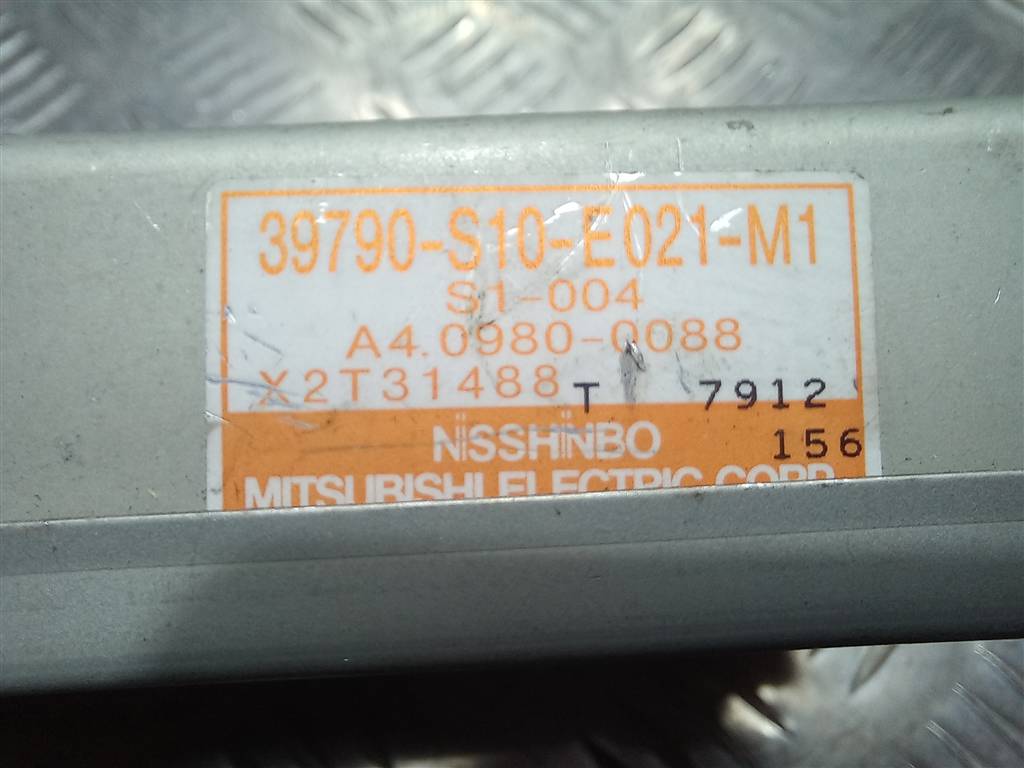 39790-S10-E021-M1
S1-004
A4.0980-0088
X2T31488 T 7912
NiSSHiNBO 156
MITSUBISHI ELECTRIC CORP.